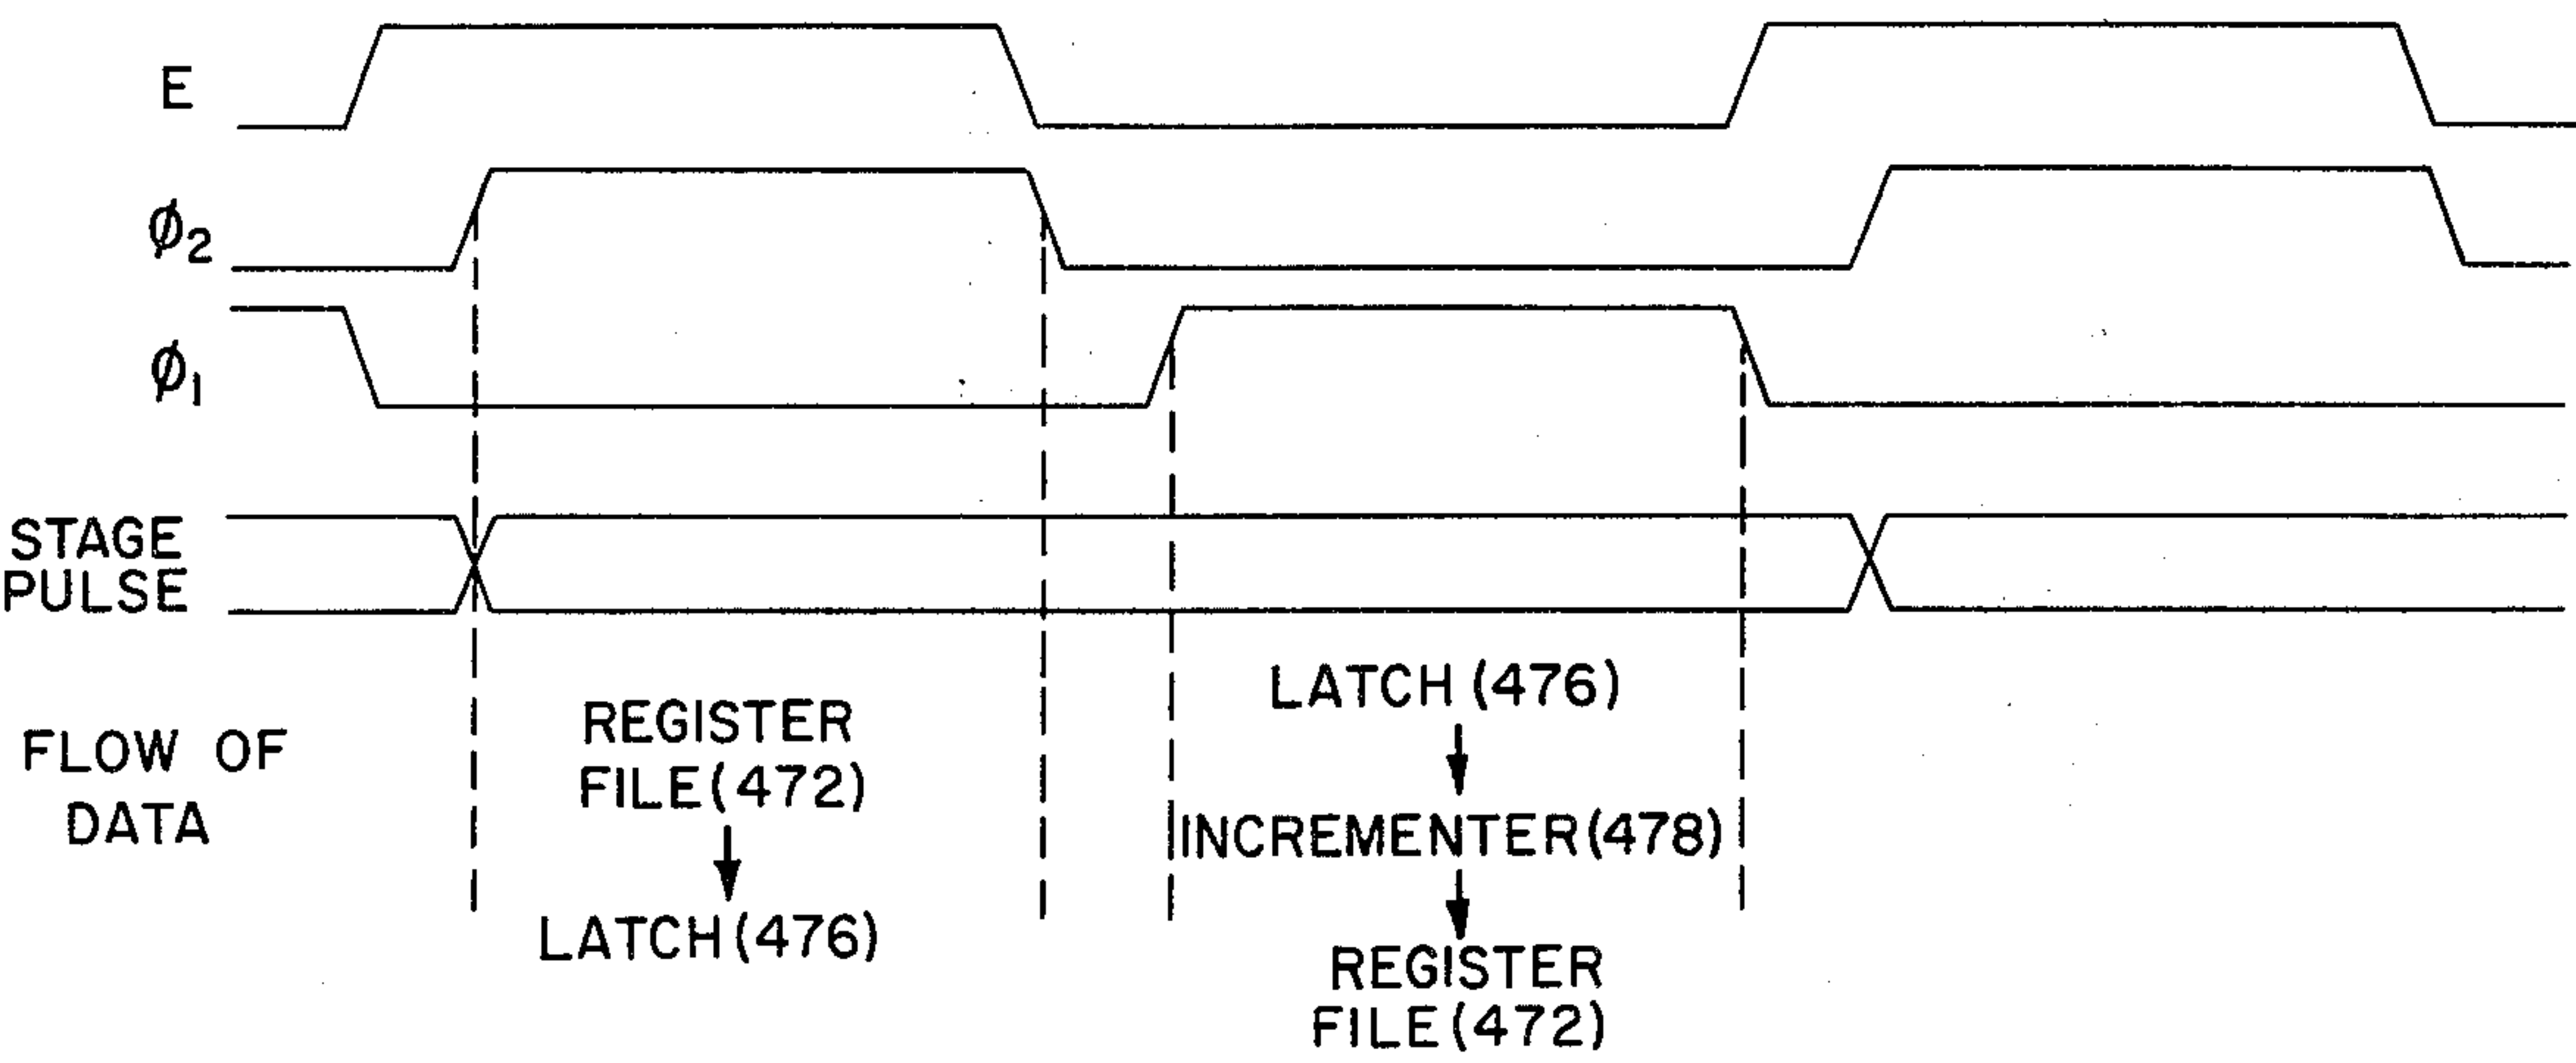 E
ϕ2
ϕ1
STAGE
PULSE
FLOW OF
DATA
REGISTER
FILE(472)
LATCH(476)
LATCH (476)
INCREMENTER(478)
REGISTER
FILE(472)